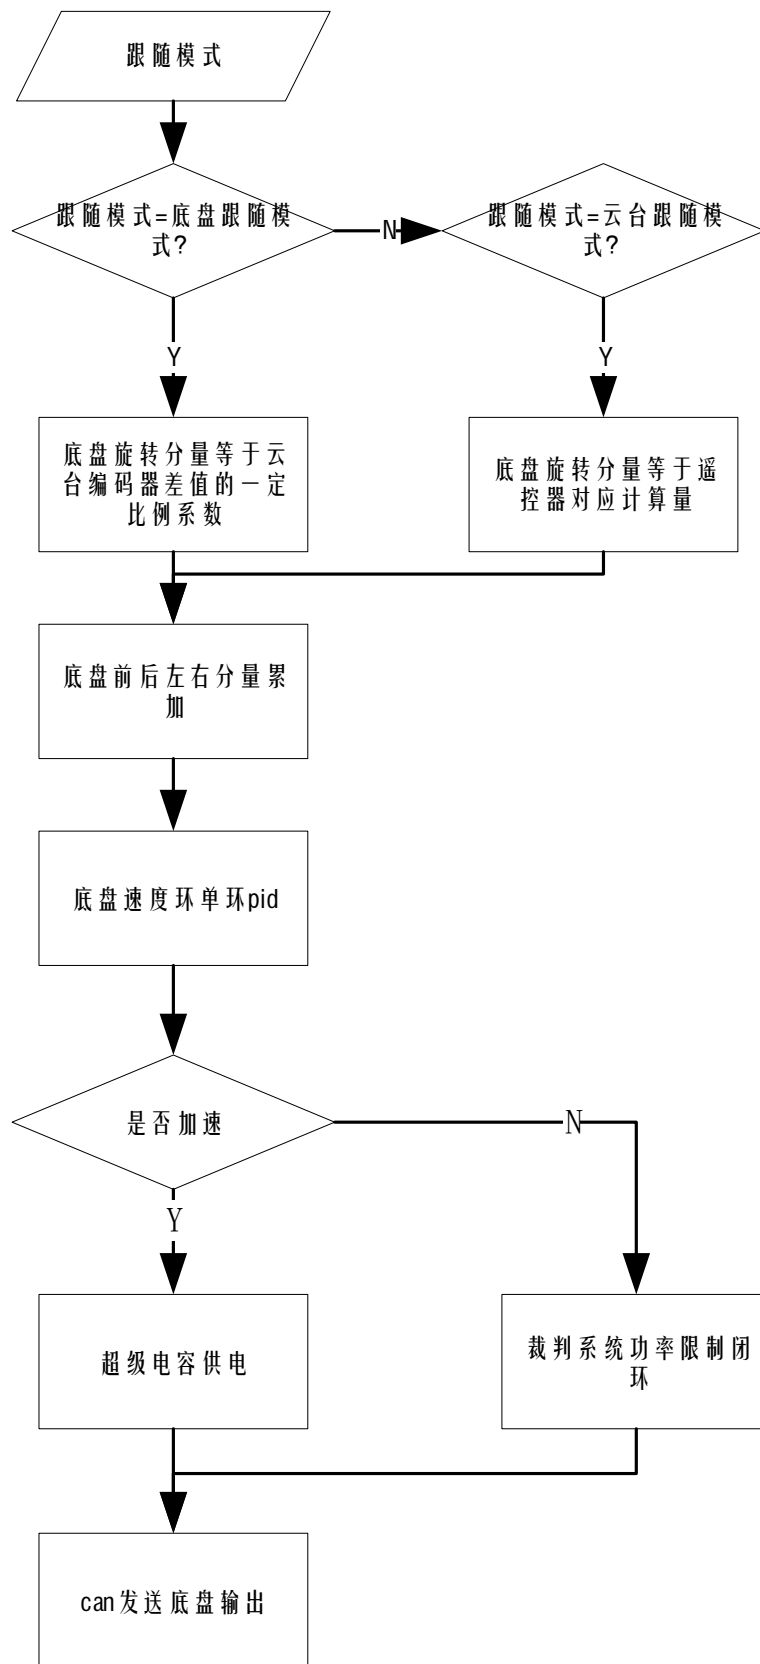 跟随模式
跟随模式=底盘跟随模
式?
N
跟随模式=云台跟随模
式?
Y
Y
底盘旋转分量等于云
台编码器差值的一定
比例系数
底盘旋转分量等于遥
控器对应计算量
底盘前后左右分量累
加
底盘速度环单环pid
是否加速
N
Y
超级电容供电
裁判系统功率限制闭
环
can发送底盘输出